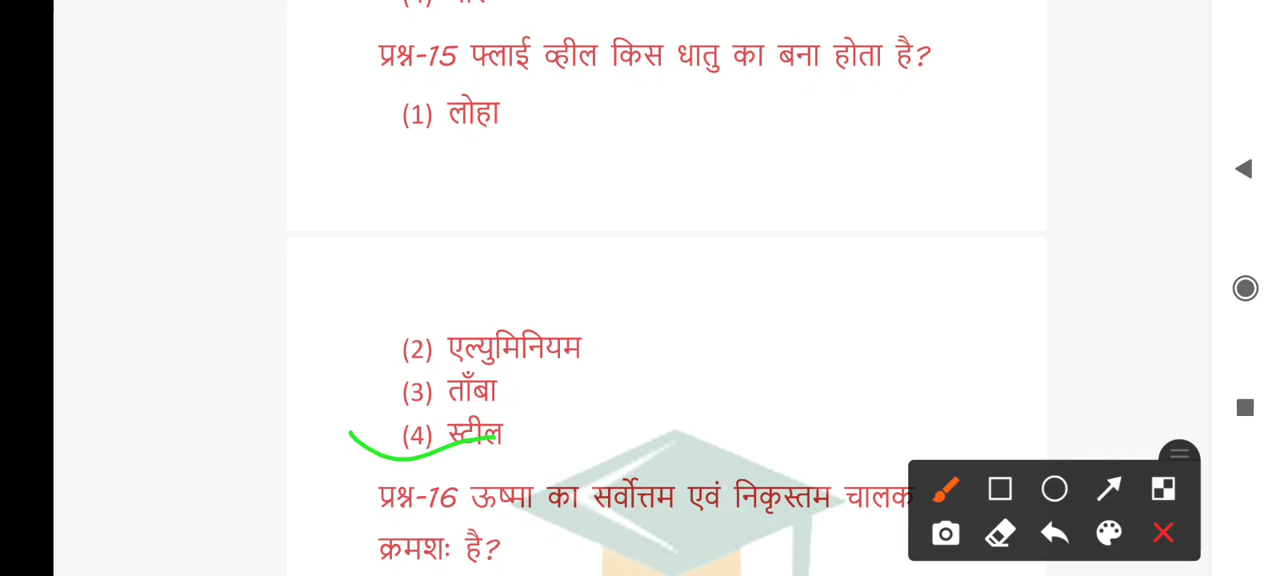 प्रश्न-15 फ्लाई व्हील किस धातु का बना होता है?
(1) लोहा
(2) एल्युमिनियम
(3) ताँबा
(4) स्टील
प्रश्न-16 ऊष्मा का सर्वोत्तम एवं निकृस्तम चालक
क्रमशः है?